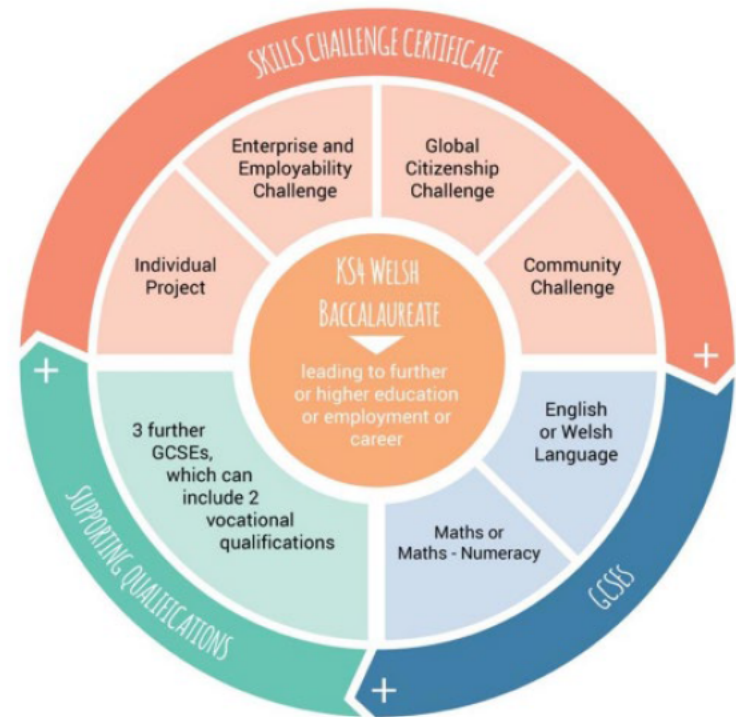 SKILLS CHALLENGE CERTIFICATE
Enterprise and
Employability
Challenge
Global
Citizenship
Challenge
Individual
Project
Community
Challenge
KS4 WELSH
BACCALAUREATE
leading to further
or higher education
or employment or
career
+
+
English
or Welsh
Language
3 further
GCSEs,
which can
include 2
vocational
qualifications
Maths or
Maths - Numeracy
SUPPORTING QUALIFICATIONS
GCSEs
+